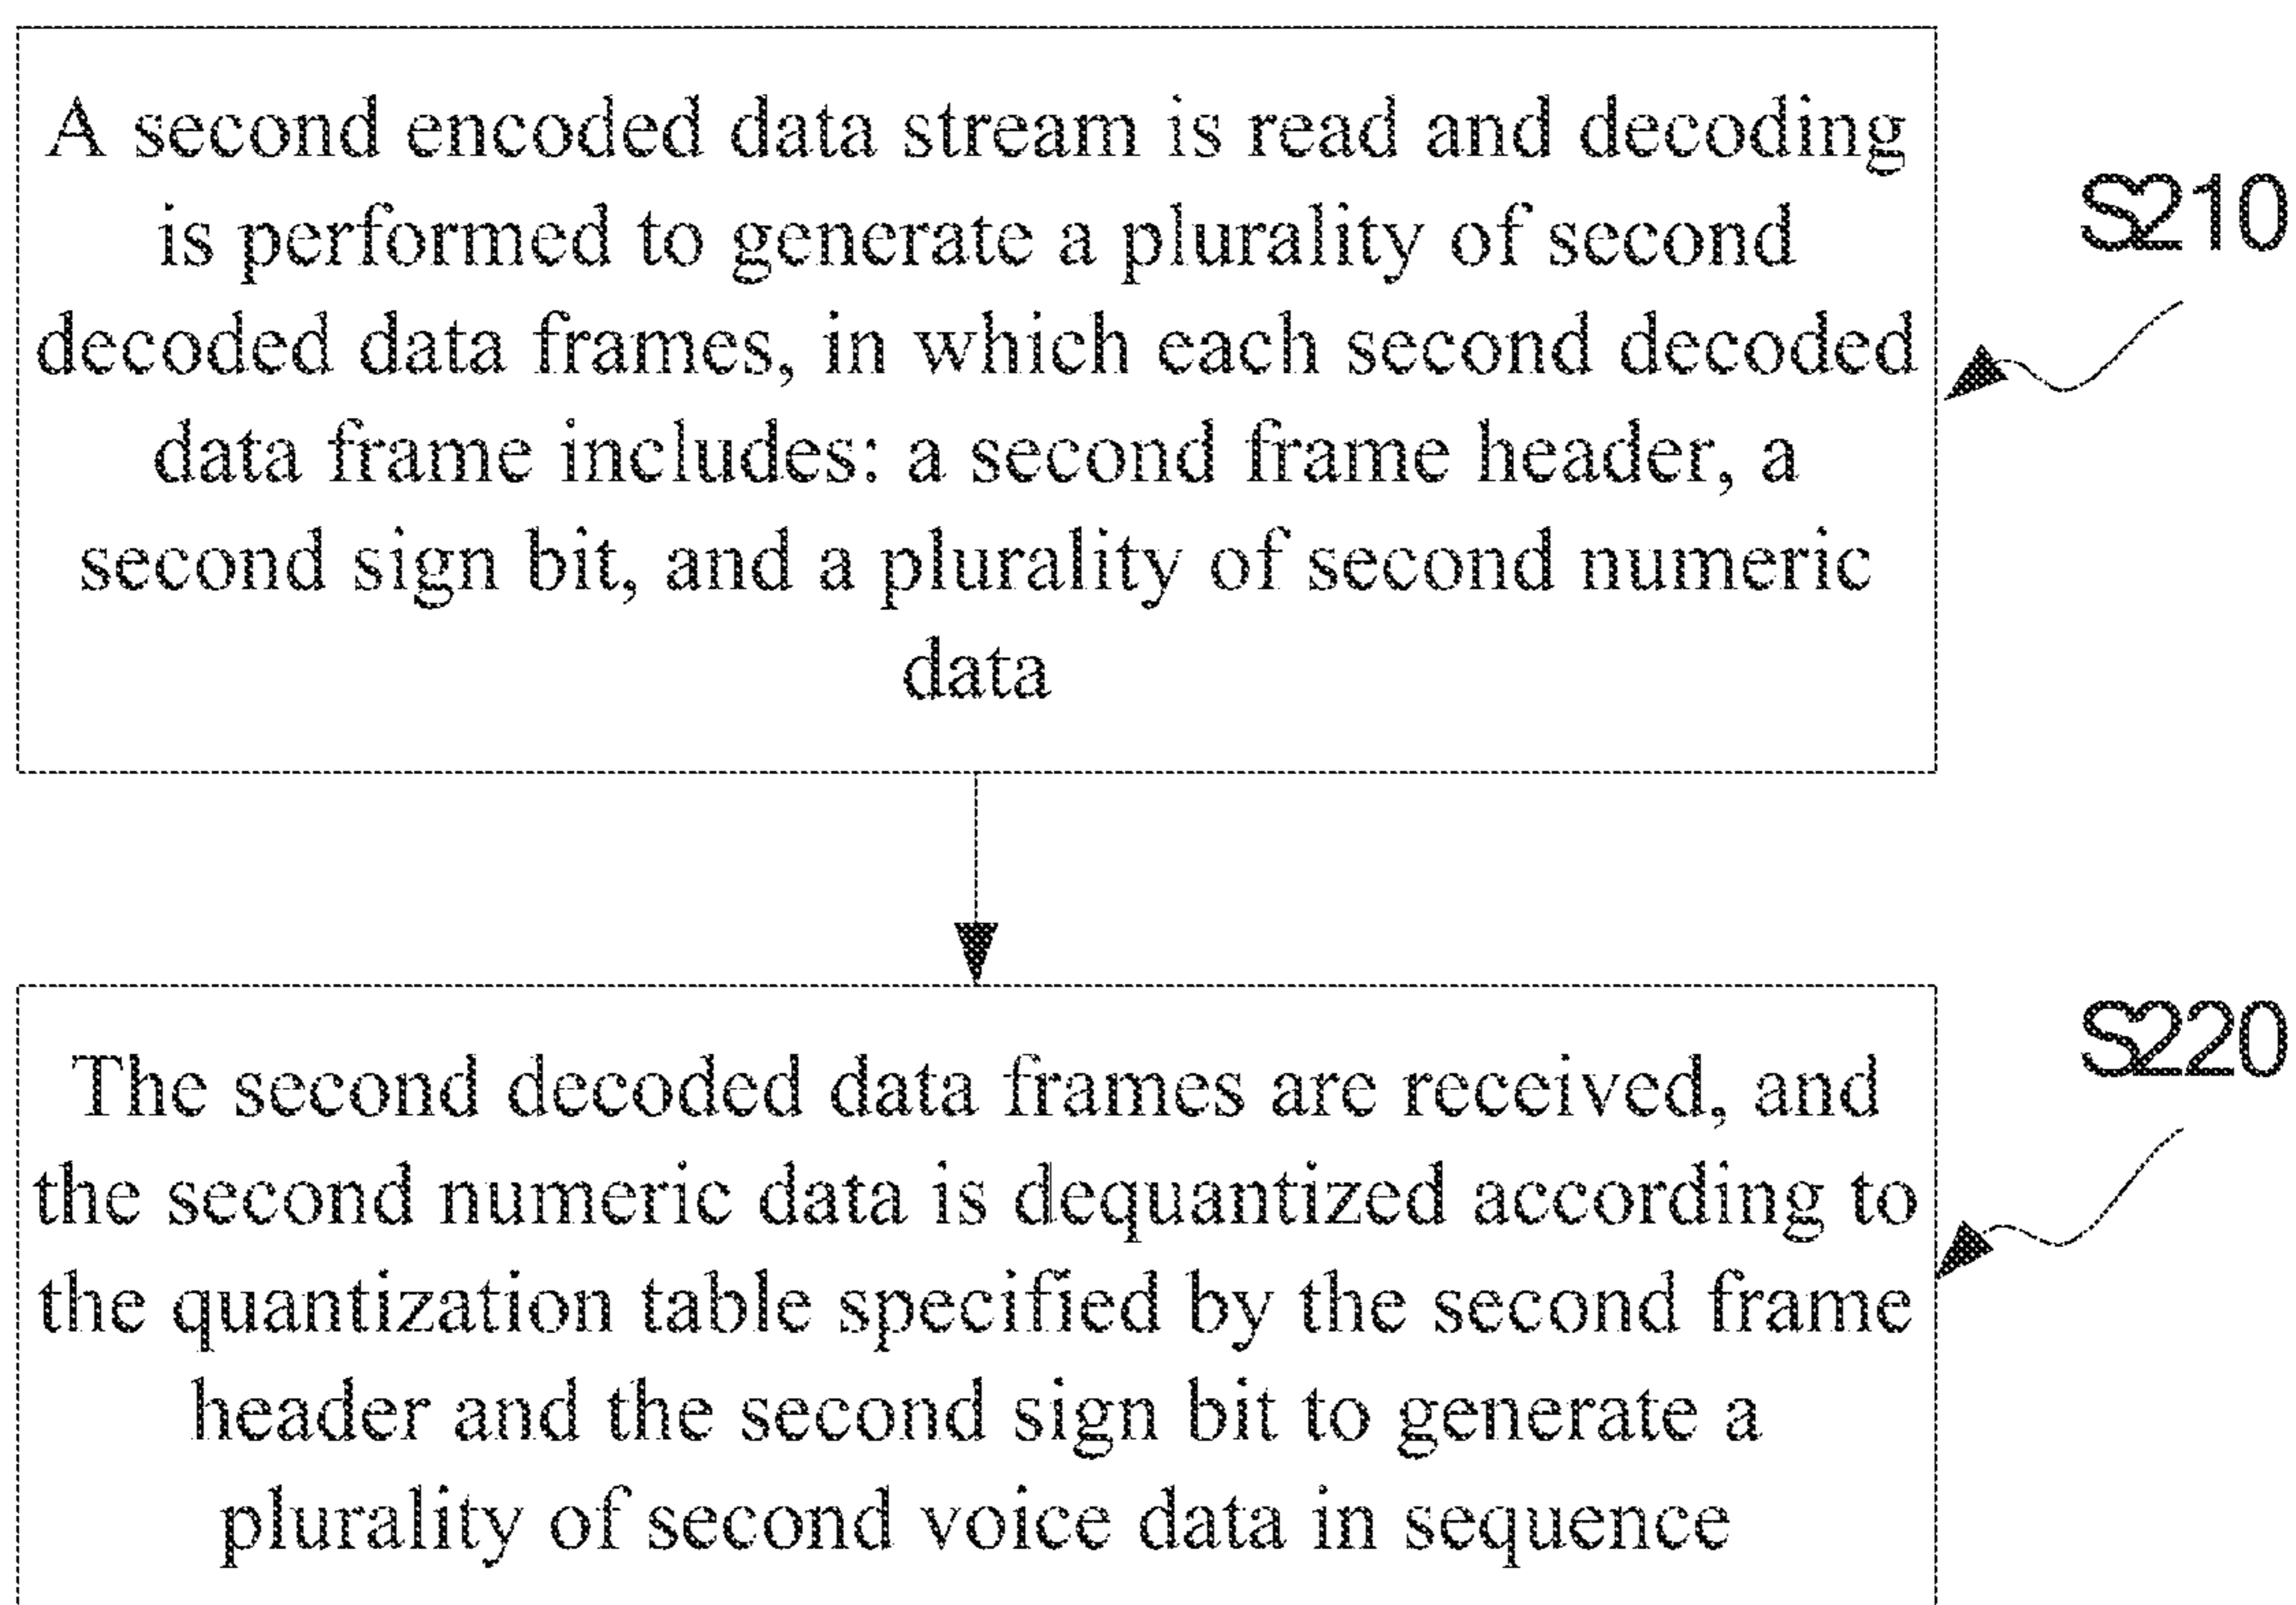 A second encoded data stream is read and decoding
is performed to generate a plurality of second
decoded data frames, in which each second decoded
data frame includes: a second frame header, a
second sign bit, and a plurality of second numeric
data
S210
The second decoded data frames are received, and
the second numeric data is dequantized according to
the quantization table specified by the second frame
header and the second sign bit to generate a
plurality of second voice data in sequence
S220